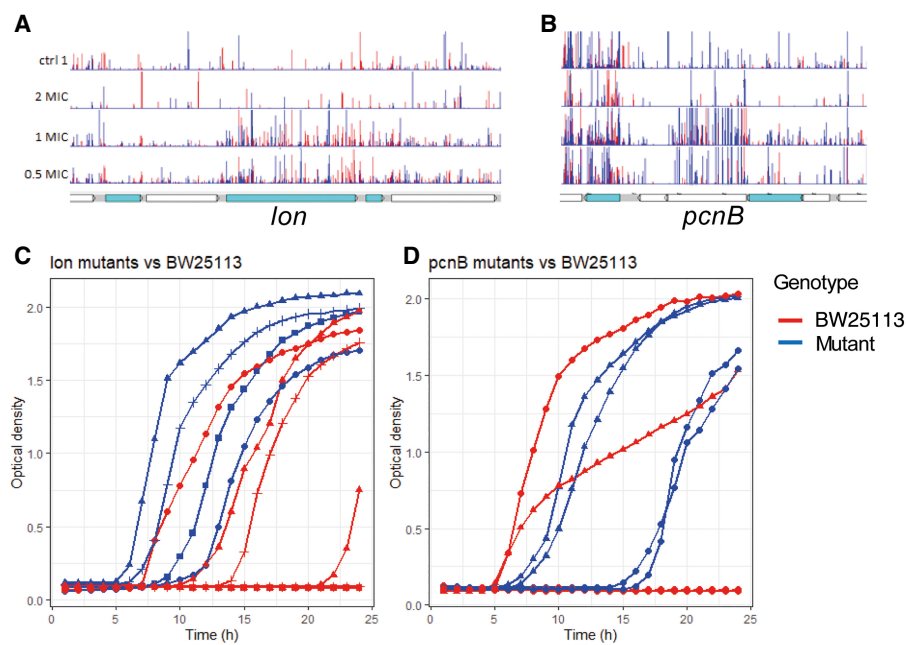 A
B
ctrl 1
2 MIC
1 MIC
0.5 MIC
lon
pcnB
C
lon mutants vs BW25113
D
pcnB mutants vs BW25113
Optical density
2.0
1.5
1.0
0.5
0.0
0
5
10
15
20
25
Time (h)
Optical density
2.0
1.5
1.0
0.5
0.0
0
5
10
15
20
25
Time (h)
Genotype
BW25113
Mutant